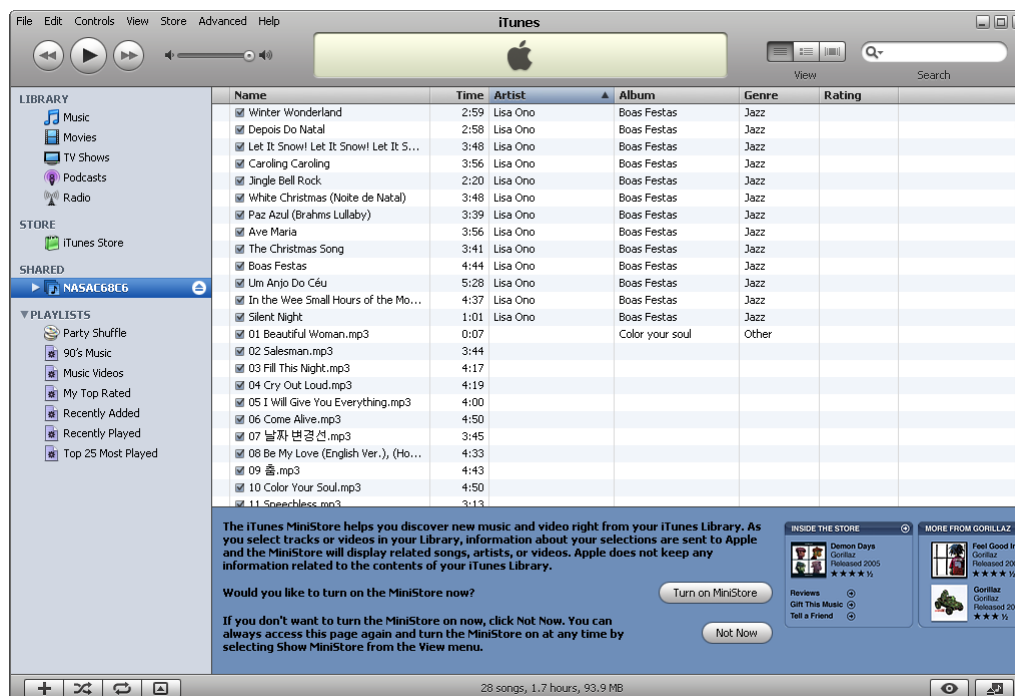 File Edit Controls View Store Advanced Help
iTunes
View
Search
LIBRARY
Music
Movies
TV Shows
Podcasts
Radio
STORE
iTunes Store
SHARED
NASAC68C6
PLAYLISTS
Party Shuffle
90's Music
Music Videos
My Top Rated
Recently Added
Recently Played
Top 25 Most Played
Name Time Artist Album Genre Rating
Winter Wonderland 2:59 Lisa Ono Boas Festas Jazz
Depois Do Natal 2:58 Lisa Ono Boas Festas Jazz
Let It Snow! Let It Snow! Let It S... 3:48 Lisa Ono Boas Festas Jazz
Caroling Caroling 3:56 Lisa Ono Boas Festas Jazz
Jingle Bell Rock 2:20 Lisa Ono Boas Festas Jazz
White Christmas (Noite de Natal) 3:48 Lisa Ono Boas Festas Jazz
Paz Azul (Brahms Lullaby) 3:39 Lisa Ono Boas Festas Jazz
Ave Maria 3:56 Lisa Ono Boas Festas Jazz
The Christmas Song 3:41 Lisa Ono Boas Festas Jazz
Boas Festas 4:44 Lisa Ono Boas Festas Jazz
Um Anjo Do Céu 5:28 Lisa Ono Boas Festas Jazz
In the Wee Small Hours of the Mo... 4:37 Lisa Ono Boas Festas Jazz
Silent Night 1:01 Lisa Ono Boas Festas Jazz
01 Beautiful Woman.mp3 0:07 Color your soul Other
02 Salesman.mp3 3:44
03 Fill This Night.mp3 4:17
04 Cry Out Loud.mp3 4:19
05 I Will Give You Everything.mp3 4:00
06 Come Alive.mp3 4:50
07 날짜 변경선.mp3 3:45
08 Be My Love (English Ver.), (Ho... 4:33
09 춤.mp3 4:43
10 Color Your Soul.mp3 4:50
11 Speechless.mp3 3:13
The iTunes MiniStore helps you discover new music and video right from your iTunes Library. As
you select tracks or videos in your Library, information about your selections are sent to Apple
and the MiniStore will display related songs, artists, or videos. Apple does not keep any
information related to the contents of your iTunes Library.
Would you like to turn on the MiniStore now?
Turn on MiniStore
If you don't want to turn the MiniStore on now, click Not Now. You can
always access this page again and turn the MiniStore on at any time by
selecting Show MiniStore from the View menu.
Not Now
INSIDE THE STORE
Demon Days
Gorillaz
Released 2005
Reviews
Gift This Music
Tell a Friend
MORE FROM GORILLAZ
Feel Good
Gorillaz
Released
Gorillaz
Gorillaz
Released
28 songs, 1.7 hours, 93.9 MB